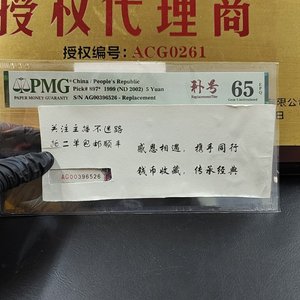 授权代理商
授权编号：ACG0261
PMG
PAPER MONEY GUARANTY
China / People's Republic
Pick# 897* 1999 (ND 2002) 5 Yuan
S/N AG00396526 - Replacement
补号
Replacement Note
65 EPQ
Gem Uncirculated
关注主播不迷路
第二单包邮顺丰
感恩相遇，携手同行
钱币收藏，传承经典
AG00396526